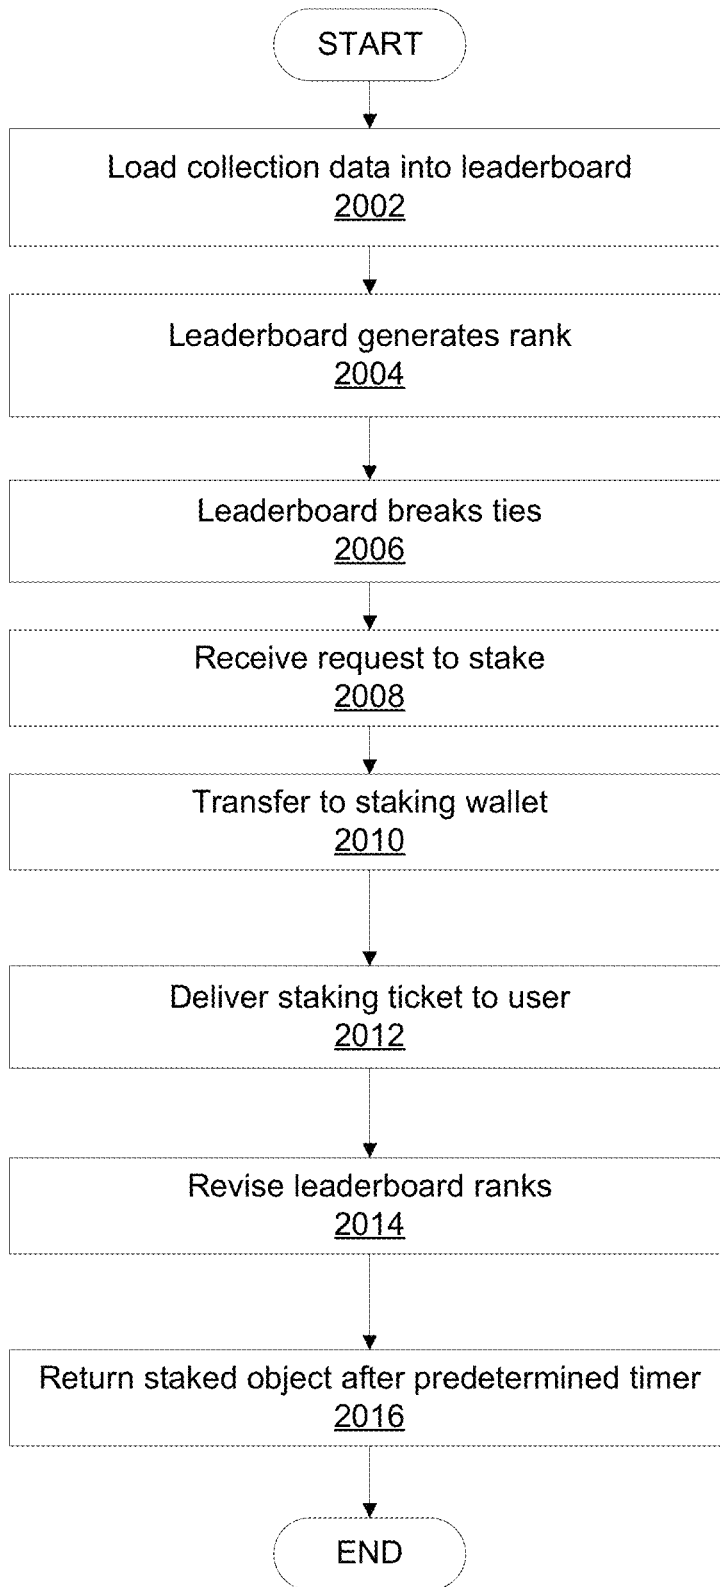 START
Load collection data into leaderboard
2002
Leaderboard generates rank
2004
Leaderboard breaks ties
2006
Receive request to stake
2008
Transfer to staking wallet
2010
Deliver staking ticket to user
2012
Revise leaderboard ranks
2014
Return staked object after predetermined timer
2016
END